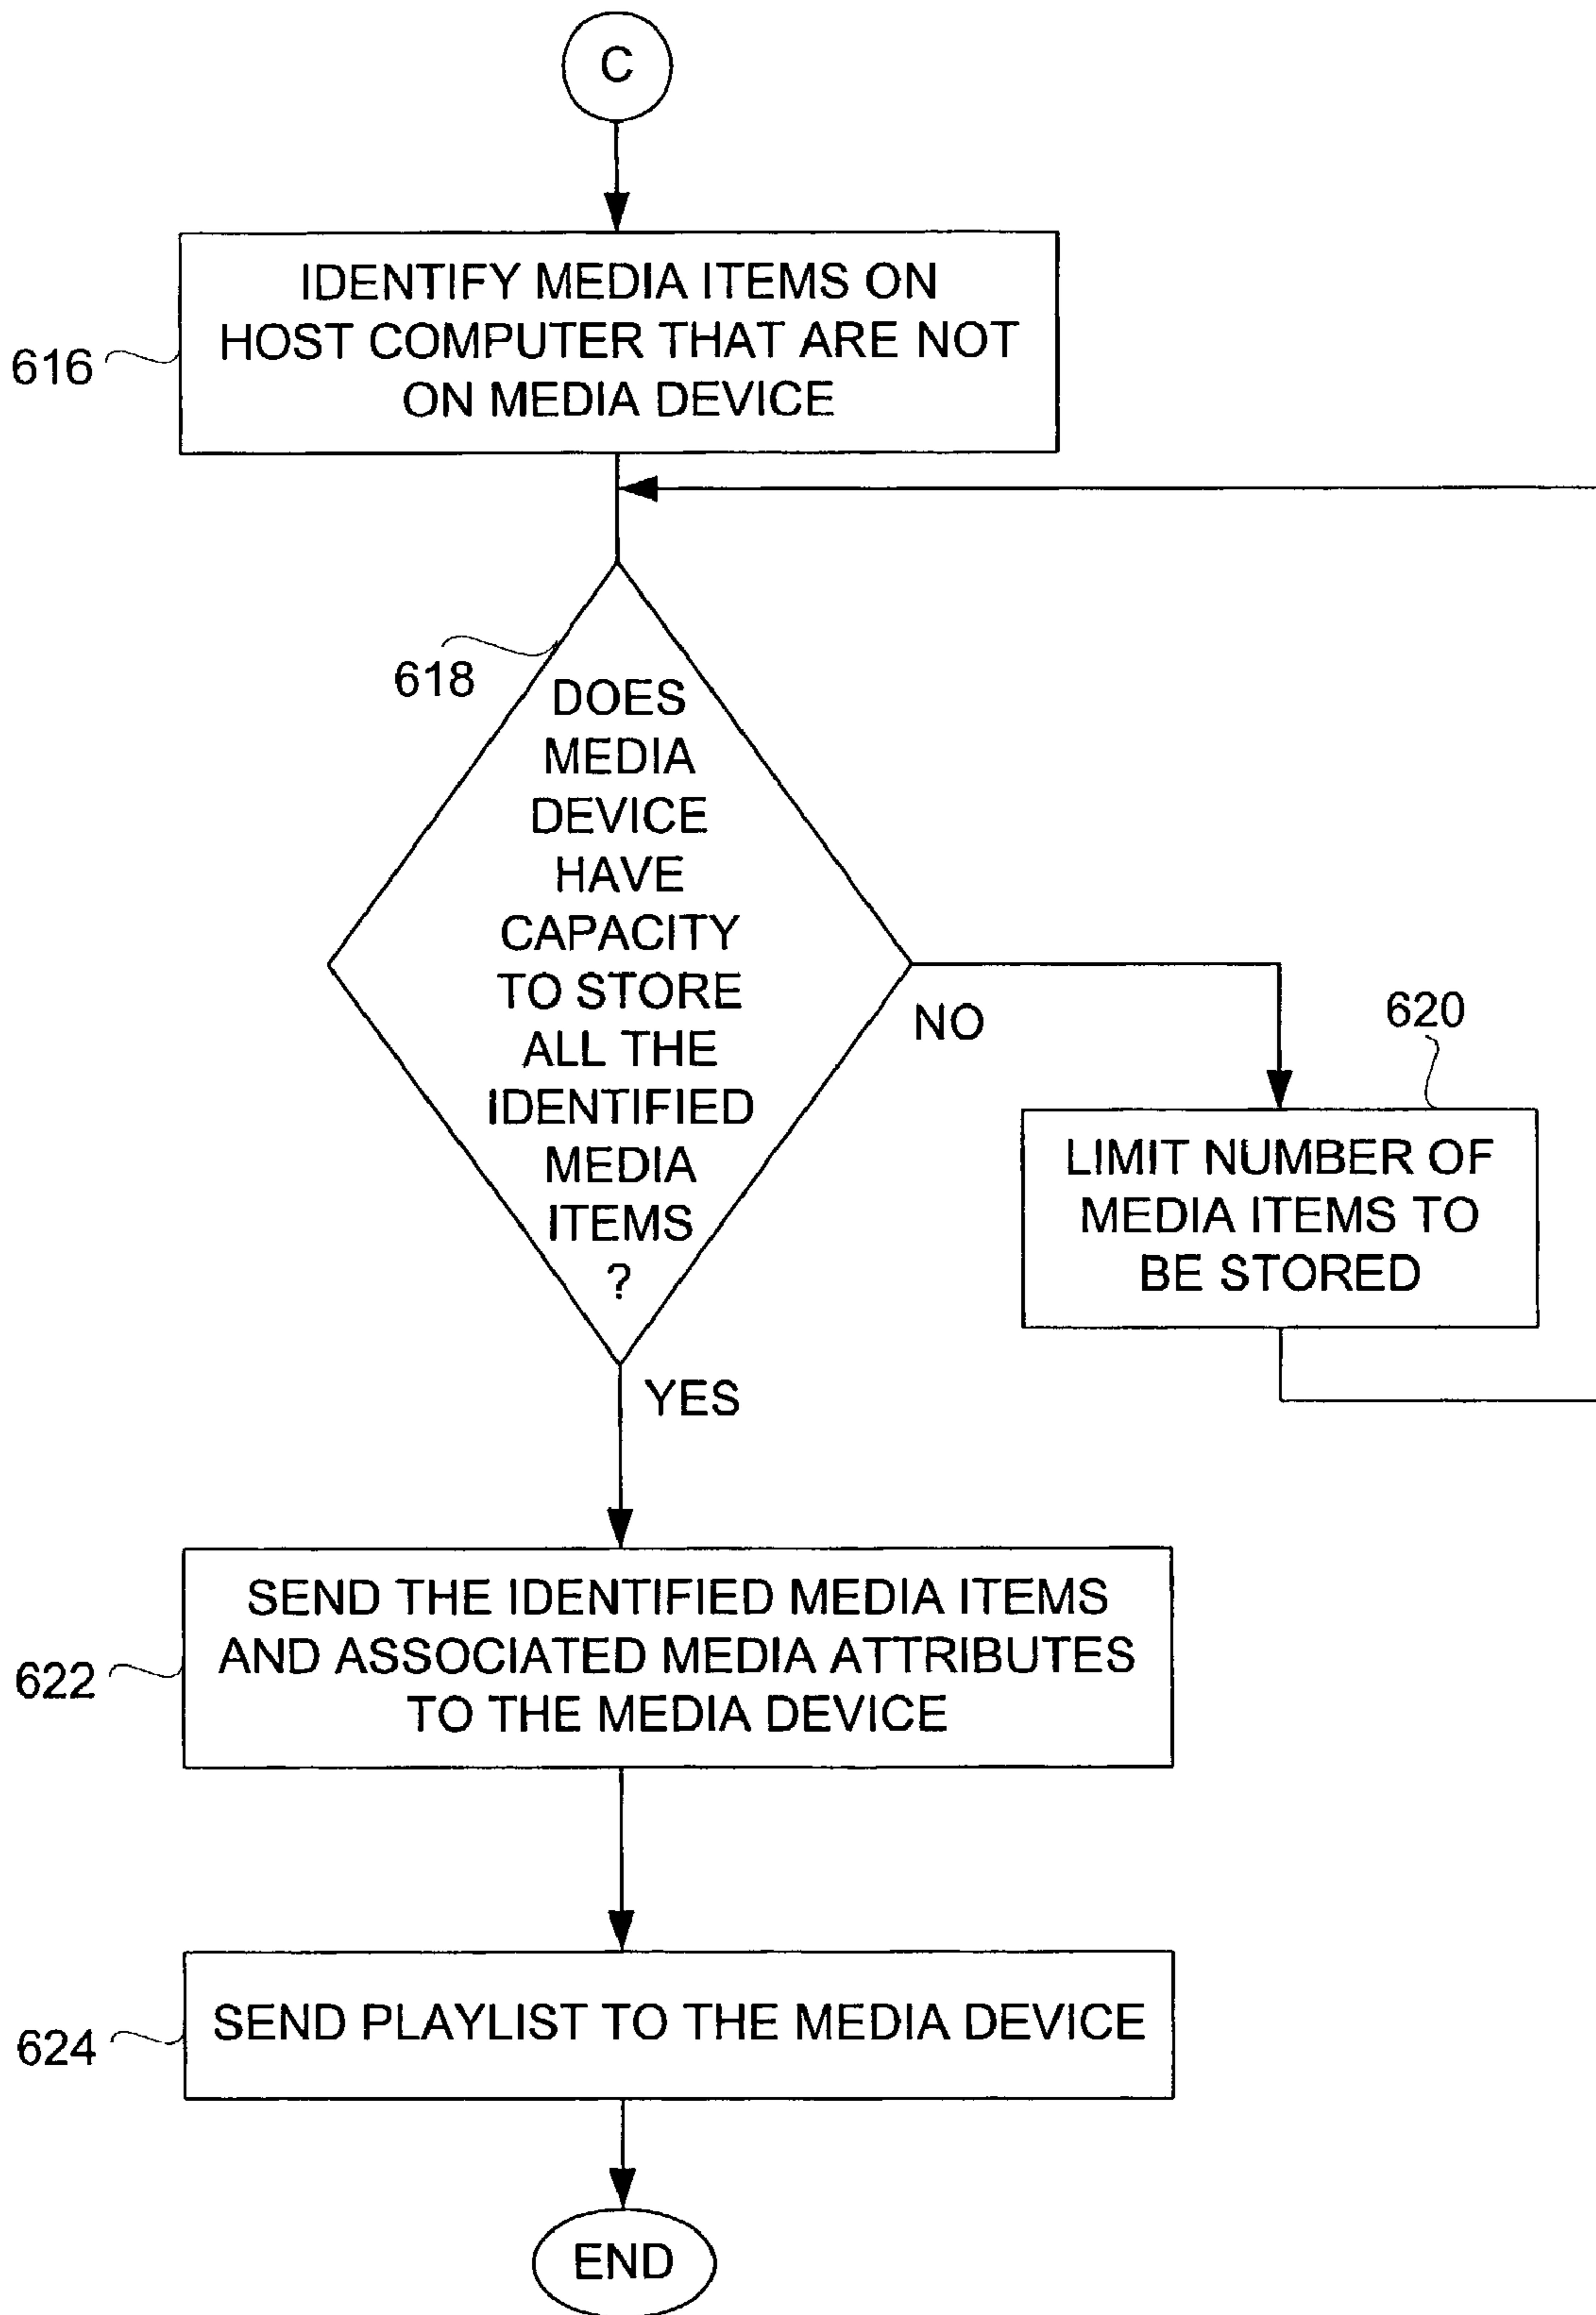 C
IDENTIFY MEDIA ITEMS ON
HOST COMPUTER THAT ARE NOT
ON MEDIA DEVICE
616
618
DOES
MEDIA
DEVICE
HAVE
CAPACITY
TO STORE
ALL THE
IDENTIFIED
MEDIA
ITEMS
?
NO
620
LIMIT NUMBER OF
MEDIA ITEMS TO
BE STORED
YES
SEND THE IDENTIFIED MEDIA ITEMS
AND ASSOCIATED MEDIA ATTRIBUTES
TO THE MEDIA DEVICE
622
SEND PLAYLIST TO THE MEDIA DEVICE
624
END